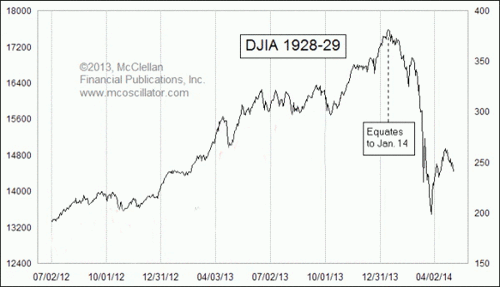 18000
17200
16400
15600
14800
14000
13200
12400
DJIA 1928-29
©2013, McClellan
Financial Publications, Inc.
www.mcoscillator.com
Equates
to Jan. 14
400
350
300
250
200
150
07/02/12 10/01/12 12/31/12 04/03/13 07/02/13 10/01/13 12/31/13 04/02/14